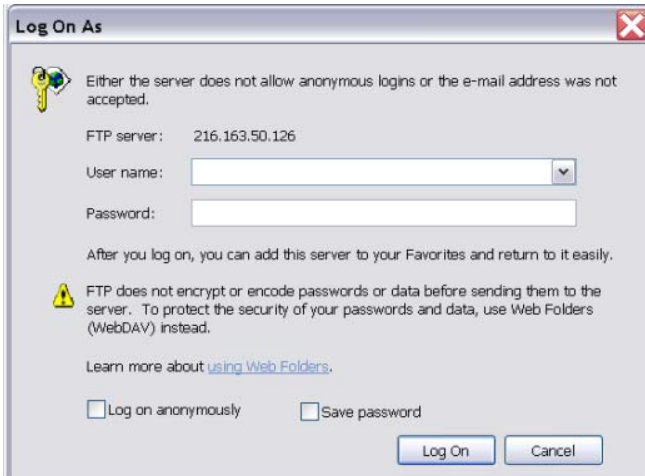 Log On As
Either the server does not allow anonymous logins or the e-mail address was not
accepted.
FTP server: 216.163.50.126
User name:
Password:
After you log on, you can add this server to your Favorites and return to it easily.
FTP does not encrypt or encode passwords or data before sending them to the
server. To protect the security of your passwords and data, use Web Folders
(WebDAV) instead.
Learn more about using Web Folders.
Log on anonymously Save password
Log On Cancel